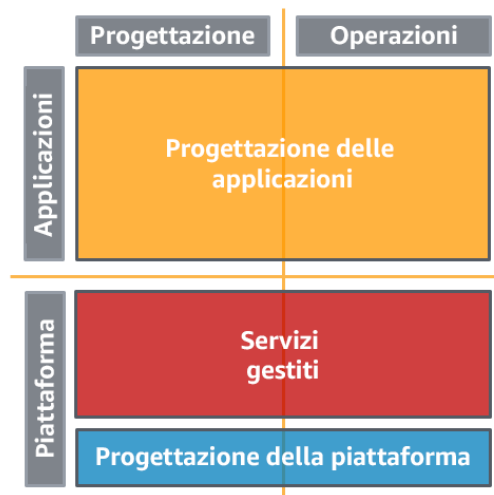 Progettazione
Operazioni
Applicazioni
Progettazione delle
applicazioni
Piattaforma
Servizi
gestiti
Progettazione della piattaforma